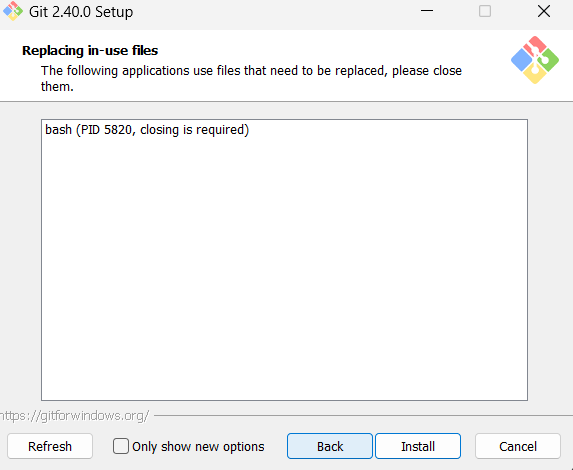 Git 2.40.0 Setup
Replacing in-use files
The following applications use files that need to be replaced, please close
them.
bash (PID 5820, closing is required)
https://gitforwindows.org/
Refresh
Only show new options
Back
Install
Cancel